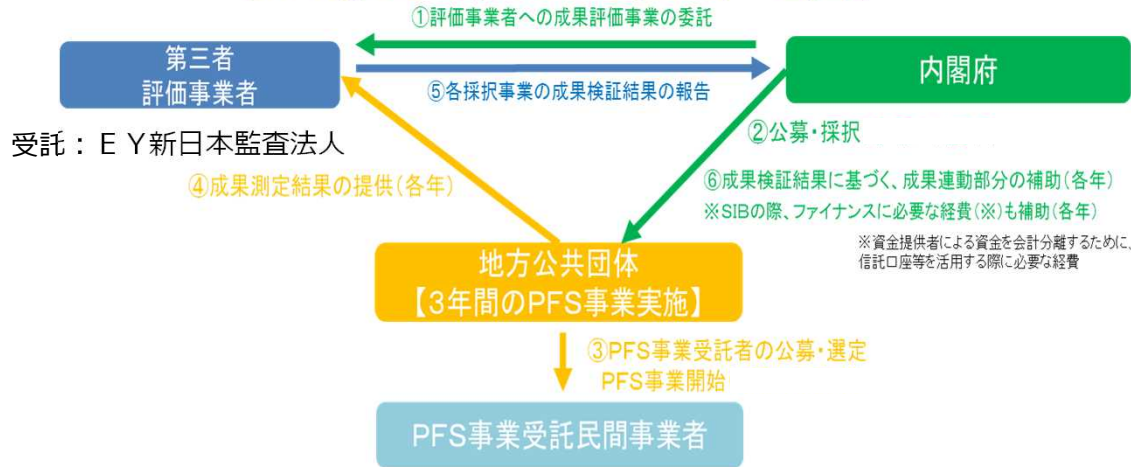 ①評価事業者への成果評価事業の委託
第三者
評価事業者
内閣府
⑤各採択事業の成果検証結果の報告
受託：ＥＹ新日本監査法人
②公募・採択
④成果測定結果の提供(各年)
⑥成果検証結果に基づく、成果連動部分の補助(各年)
※SIBの際、ファイナンスに必要な経費(※)も補助(各年)
※資金提供者による資金を会計分離するために、
信託口座等を活用する際に必要な経費
地方公共団体
【3年間のPFS事業実施】
③PFS事業受託者の公募・選定
PFS事業開始
PFS事業受託民間事業者